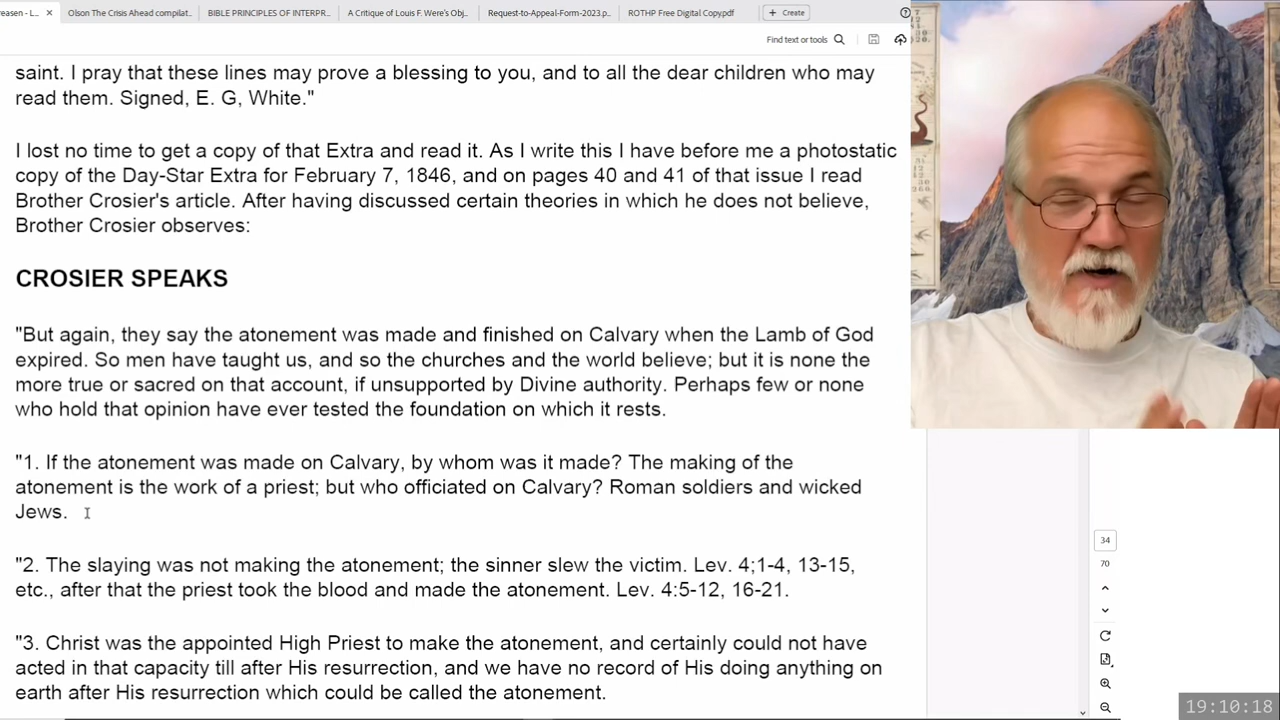 reasen - L...
Olson The Crisis Ahead compilat...
BIBLE PRINCIPLES OF INTERPR...
A Critique of Louis F. Were's Obj...
Request-to-Appeal-Form-2023.p...
ROTHP Free Digital Copy.pdf
+ Create
Find text or tools
saint. I pray that these lines may prove a blessing to you, and to all the dear children who may
read them. Signed, E. G, White."
I lost no time to get a copy of that Extra and read it. As I write this I have before me a photostatic
copy of the Day-Star Extra for February 7, 1846, and on pages 40 and 41 of that issue I read
Brother Crosier's article. After having discussed certain theories in which he does not believe,
Brother Crosier observes:
CROSIER SPEAKS
"But again, they say the atonement was made and finished on Calvary when the Lamb of God
expired. So men have taught us, and so the churches and the world believe; but it is none the
more true or sacred on that account, if unsupported by Divine authority. Perhaps few or none
who hold that opinion have ever tested the foundation on which it rests.
"1. If the atonement was made on Calvary, by whom was it made? The making of the
atonement is the work of a priest; but who officiated on Calvary? Roman soldiers and wicked
Jews.
"2. The slaying was not making the atonement; the sinner slew the victim. Lev. 4;1-4, 13-15,
etc., after that the priest took the blood and made the atonement. Lev. 4:5-12, 16-21.
"3. Christ was the appointed High Priest to make the atonement, and certainly could not have
acted in that capacity till after His resurrection, and we have no record of His doing anything on
earth after His resurrection which could be called the atonement.
34
70
19:10:18